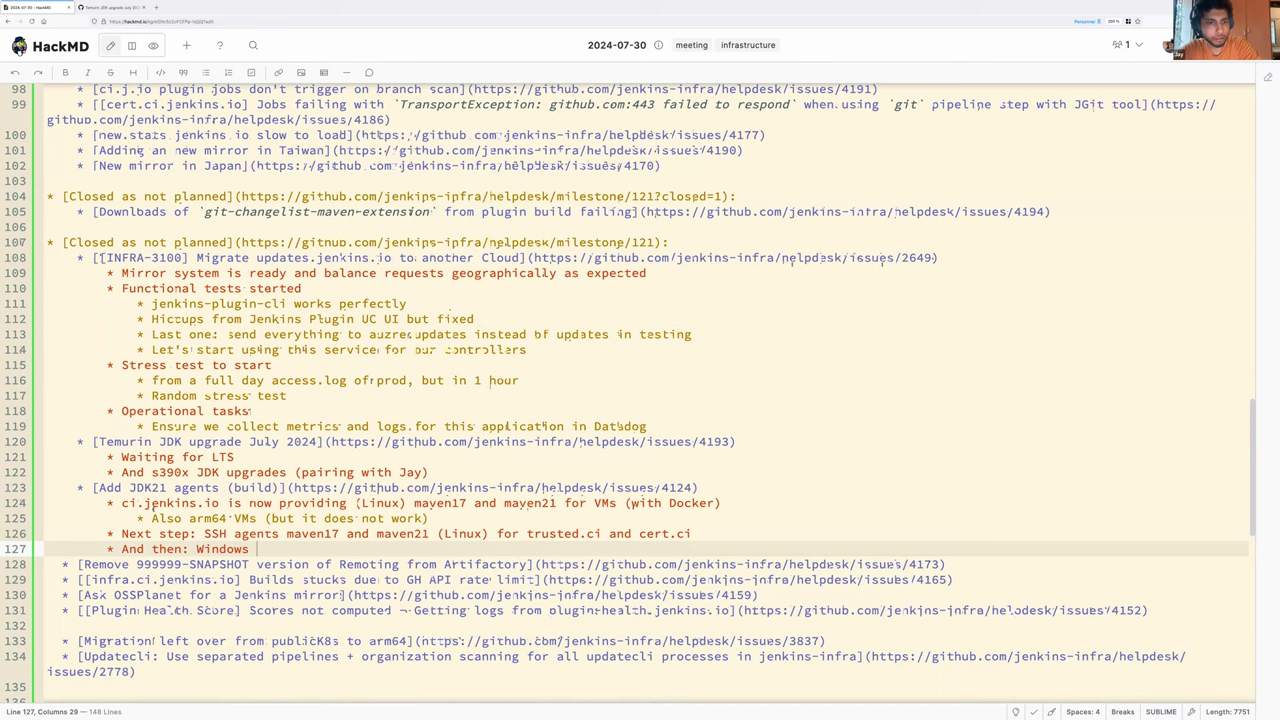 2024-07-30
Temurin JDK upgrade July 202
Personnel
200 %
HackMD
2024-07-30
meeting
infrastructure
1
Jay
98 * [ci.j.io plugin jobs don't trigger on branch scan](https://github.com/jenkins-infra/helpdesk/issues/4191)
99 * [[cert.ci.jenkins.io] Jobs failing with `TransportException: github.com:443 failed to respond` when using `git` pipeline step with JGit tool](https://
github.com/jenkins-infra/helpdesk/issues/4186)
100 * [new.stats.jenkins.io slow to load](https://github.com/jenkins-infra/helpdesk/issues/4177)
101 * [Adding an new mirror in Taiwan](https://github.com/jenkins-infra/helpdesk/issues/4190)
102 * [New mirror in Japan](https://github.com/jenkins-infra/helpdesk/issues/4170)
103
104 * [Closed as not planned](https://github.com/jenkins-infra/helpdesk/milestone/121?closed=1):
105 * [Downloads of `git-changelist-maven-extension` from plugin build failing](https://github.com/jenkins-infra/helpdesk/issues/4194)
106
107 * [Closed as not planned](https://github.com/jenkins-infra/helpdesk/milestone/121):
108 * [[INFRA-3100] Migrate updates.jenkins.io to another Cloud](https://github.com/jenkins-infra/helpdesk/issues/2649)
109 * Mirror system is ready and balance requests geographically as expected
110 * Functional tests started
111 * jenkins-plugin-cli works perfectly
112 * Hiccups from Jenkins Plugin UC UI but fixed
113 * Last one: send everything to auzre.updates instead of updates in testing
114 * Let's start using this service for our controllers
115 * Stress test to start
116 * from a full day access.log of prod, but in 1 hour
117 * Random stress test
118 * Operational tasks
119 * Ensure we collect metrics and logs for this application in Datadog
120 * [Temurin JDK upgrade July 2024](https://github.com/jenkins-infra/helpdesk/issues/4193)
121 * Waiting for LTS
122 * And s390x JDK upgrades (pairing with Jay)
123 * [Add JDK21 agents (build)](https://github.com/jenkins-infra/helpdesk/issues/4124)
124 * ci.jenkins.io is now providing (Linux) maven17 and maven21 for VMs (with Docker)
125 * Also arm64 VMs (but it does not work)
126 * Next step: SSH agents maven17 and maven21 (Linux) for trusted.ci and cert.ci
127 * And then: Windows
128 * [Remove 999999-SNAPSHOT version of Remoting from Artifactory](https://github.com/jenkins-infra/helpdesk/issues/4173)
129 * [[infra.ci.jenkins.io] Builds stucks due to GH API rate limit](https://github.com/jenkins-infra/helpdesk/issues/4165)
130 * [Ask OSSPlanet for a Jenkins mirror](https://github.com/jenkins-infra/helpdesk/issues/4159)
131 * [[Plugin Health Score] Scores not computed - Getting logs from plugin-health.jenkins.io](https://github.com/jenkins-infra/helpdesk/issues/4152)
132
133 * [Migration left over from publicK8s to arm64](https://github.com/jenkins-infra/helpdesk/issues/3837)
134 * [Updatecli: Use separated pipelines + organization scanning for all updatecli processes in jenkins-infra](https://github.com/jenkins-infra/helpdesk/
issues/2778)
135
Line 127, Columns 29 — 148 Lines
Spaces: 4
Breaks
SUBLIME
Length: 7751